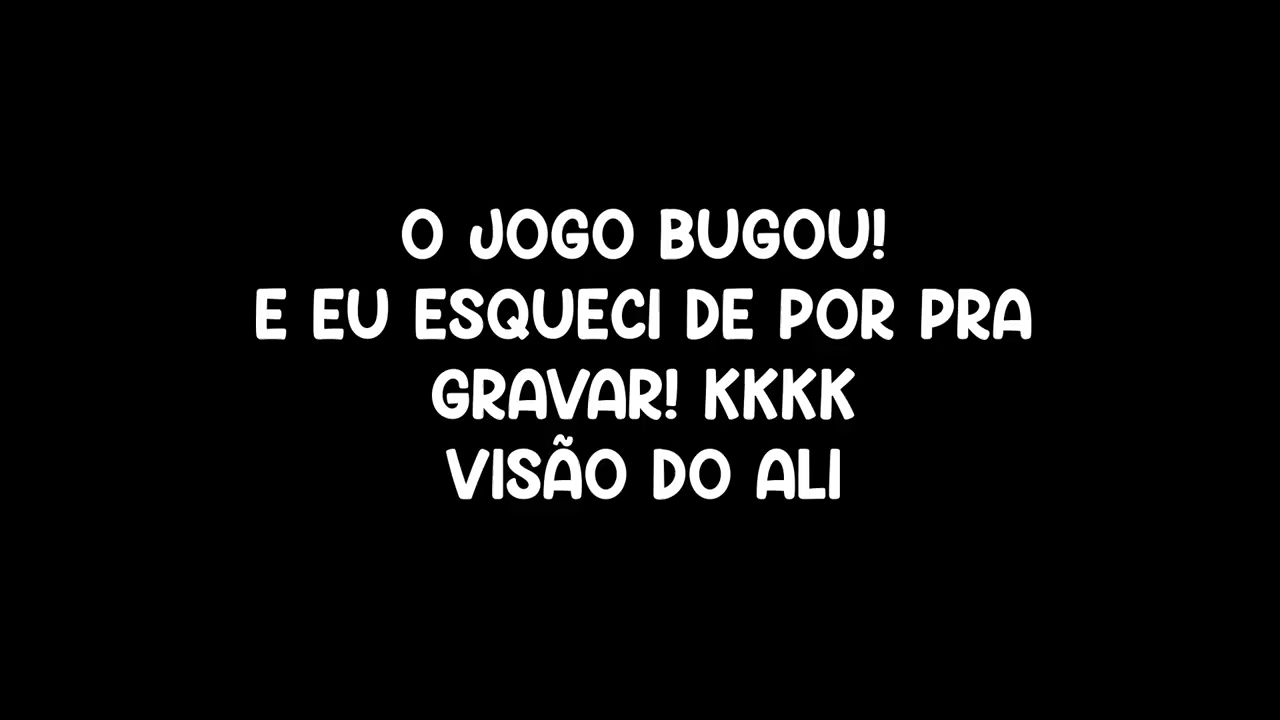 O JOGO BUGOU!
E EU ESQUECI DE POR PRA
GRAVAR! KKKK
VISÃO DO ALI